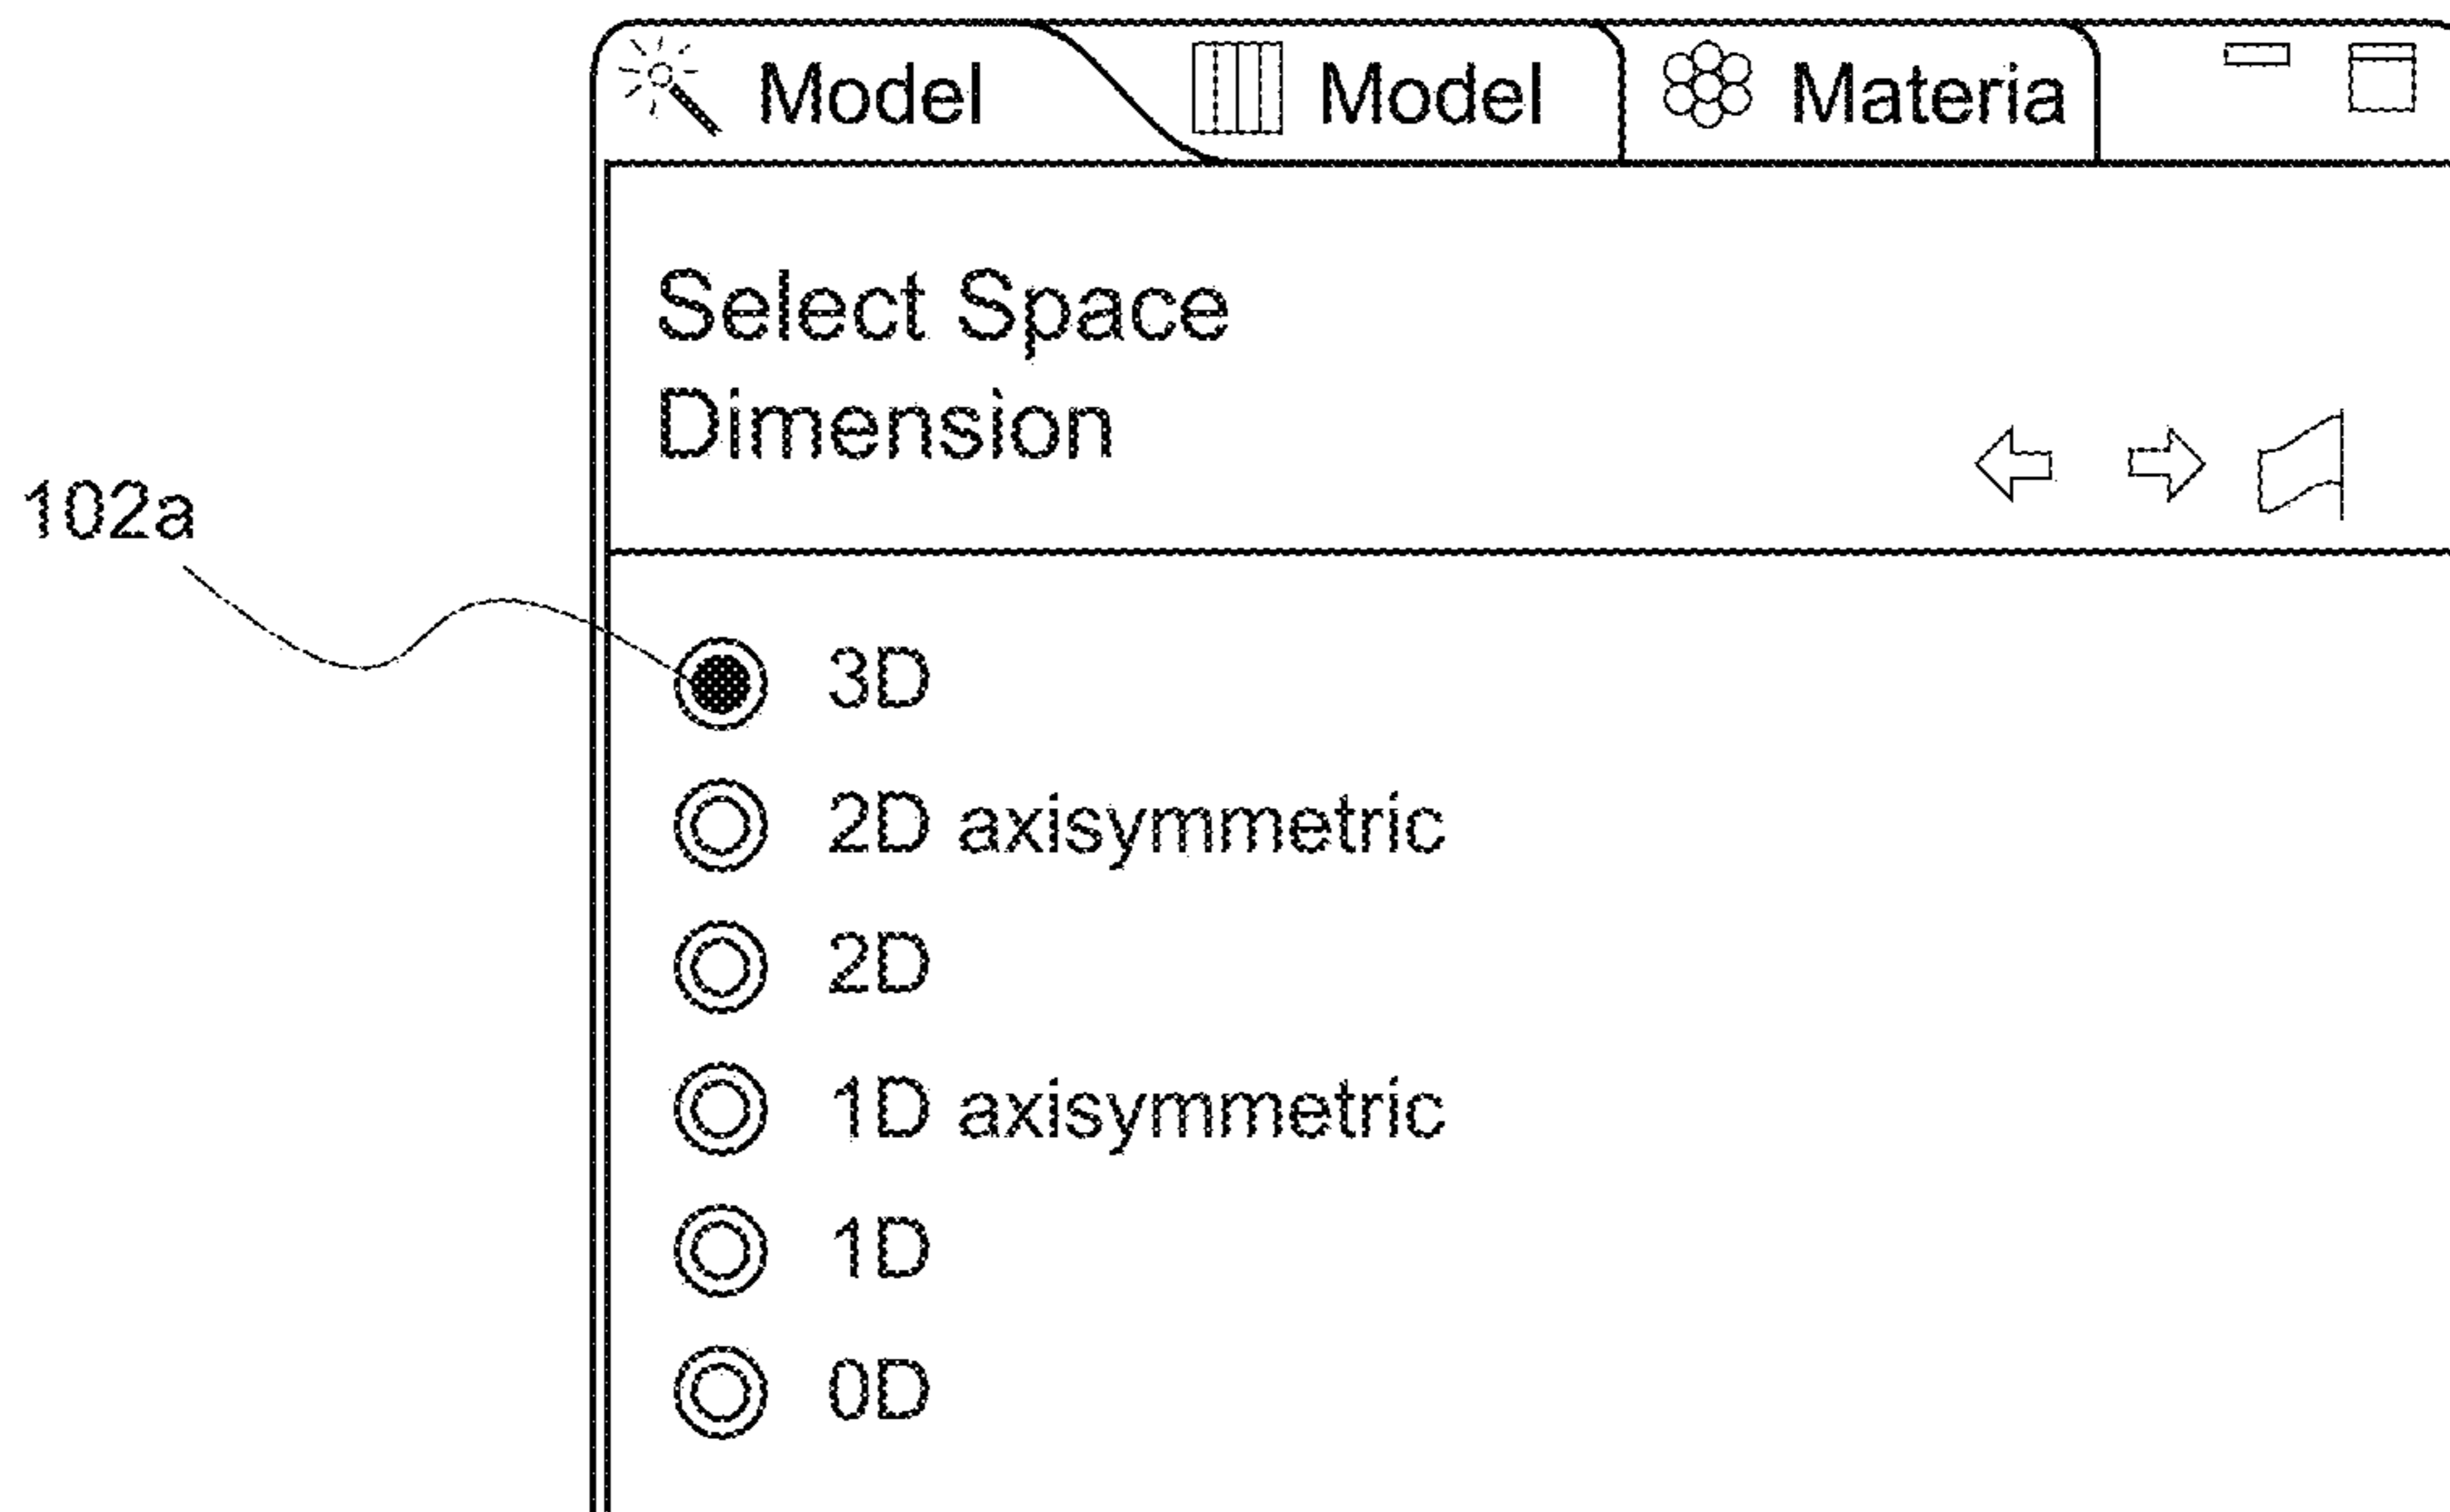 Model Model Materia
Select Space
Dimension
102a
3D
2D axisymmetric
2D
1D axisymmetric
1D
0D